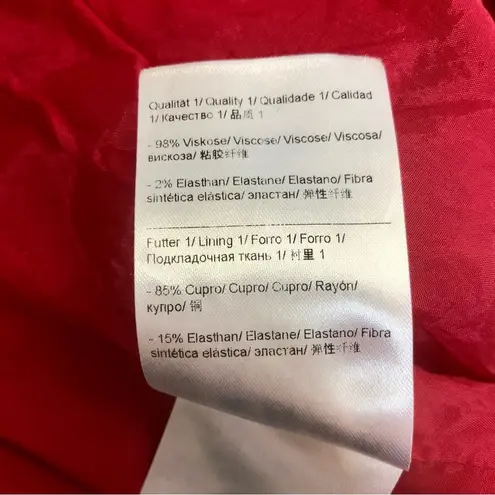 Qualität 1/ Quality 1/ Qualidade 1/ Calidad
1/ Качество 1/ 品质 1
- 98% Viskose/ Viscose/ Viscose/ Viscosa/
вискоза/ 粘胶纤维
- 2% Elasthan/ Elastane/ Elastano/ Fibra
sintética elástica/ эластан/ 弹性纤维
Futter 1/ Lining 1/ Forro 1/ Forro 1/
Подкладочная ткань 1/ 衬里 1
- 85% Cupro/ Cupro/ Cupro/ Rayón/
купро/ 铜
- 15% Elasthan/ Elastane/ Elastano/ Fibra
sintética elástica/ эластан/ 弹性纤维